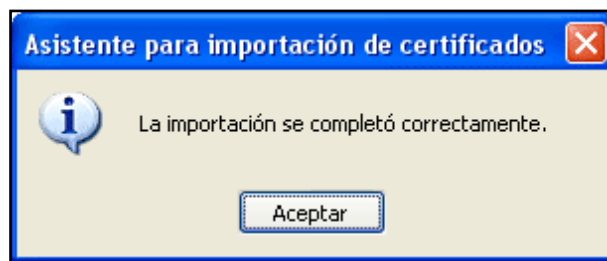 Asistente para importación de certificados
La importación se completó correctamente.
Aceptar